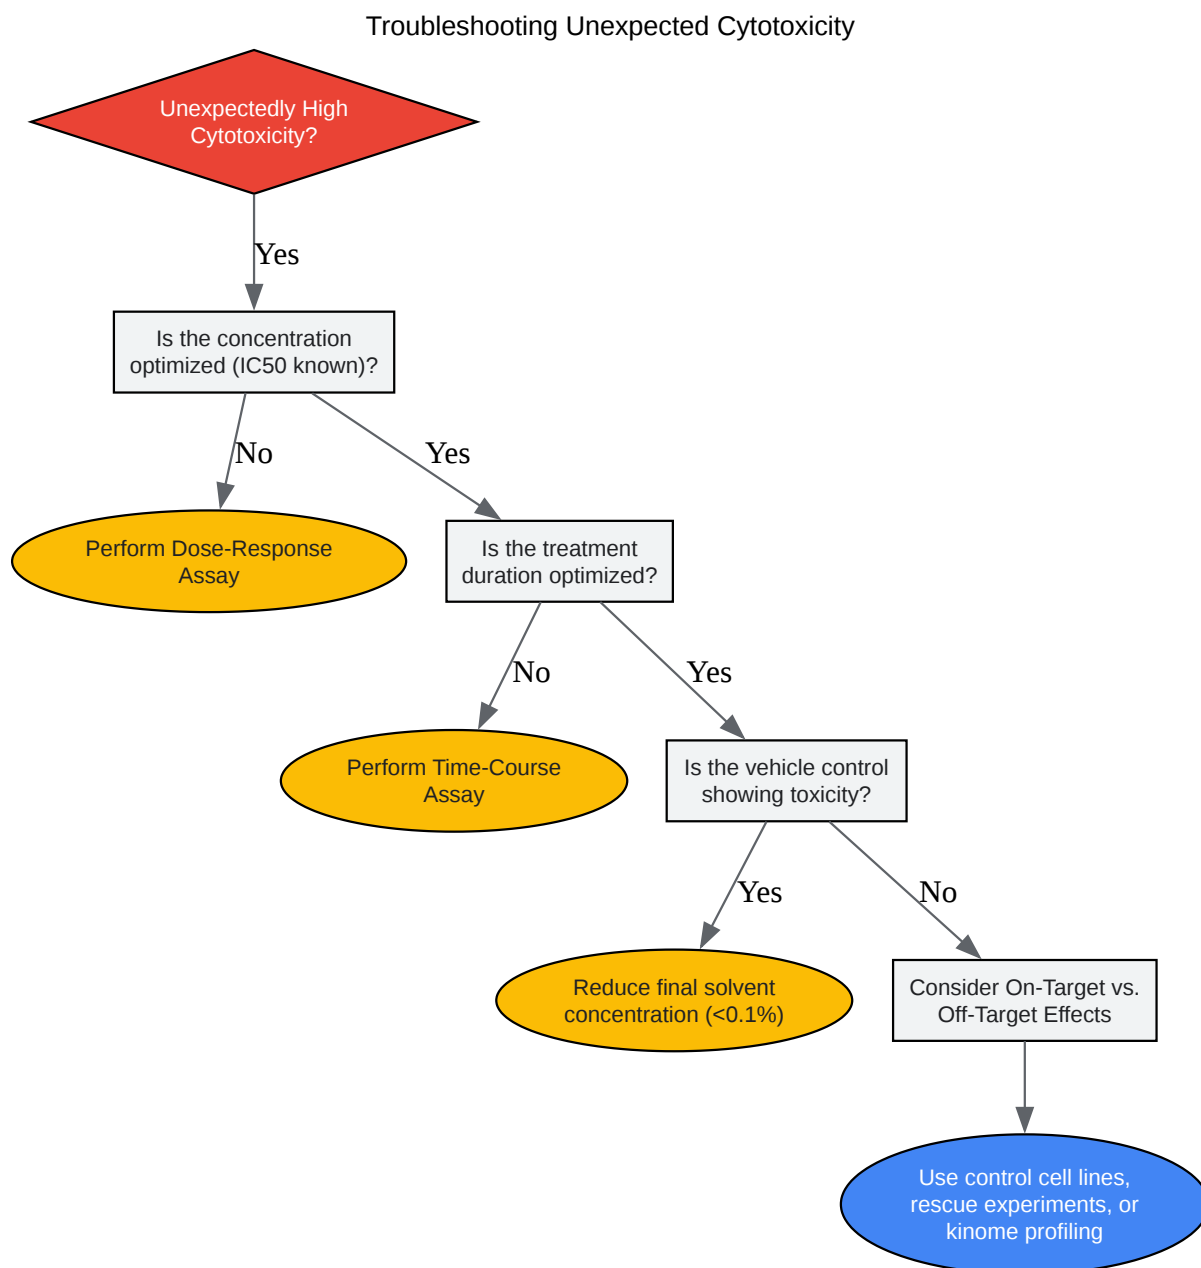 Troubleshooting Unexpected Cytotoxicity
Unexpectedly High
Cytotoxicity?
Yes
Is the concentration
optimized (IC50 known)?
No
Yes
Perform Dose-Response
Assay
Is the treatment
duration optimized?
No
Yes
Perform Time-Course
Assay
Is the vehicle control
showing toxicity?
Yes
No
Reduce final solvent
concentration (<0.1%)
Consider On-Target vs.
Off-Target Effects
Use control cell lines,
rescue experiments, or
kinome profiling